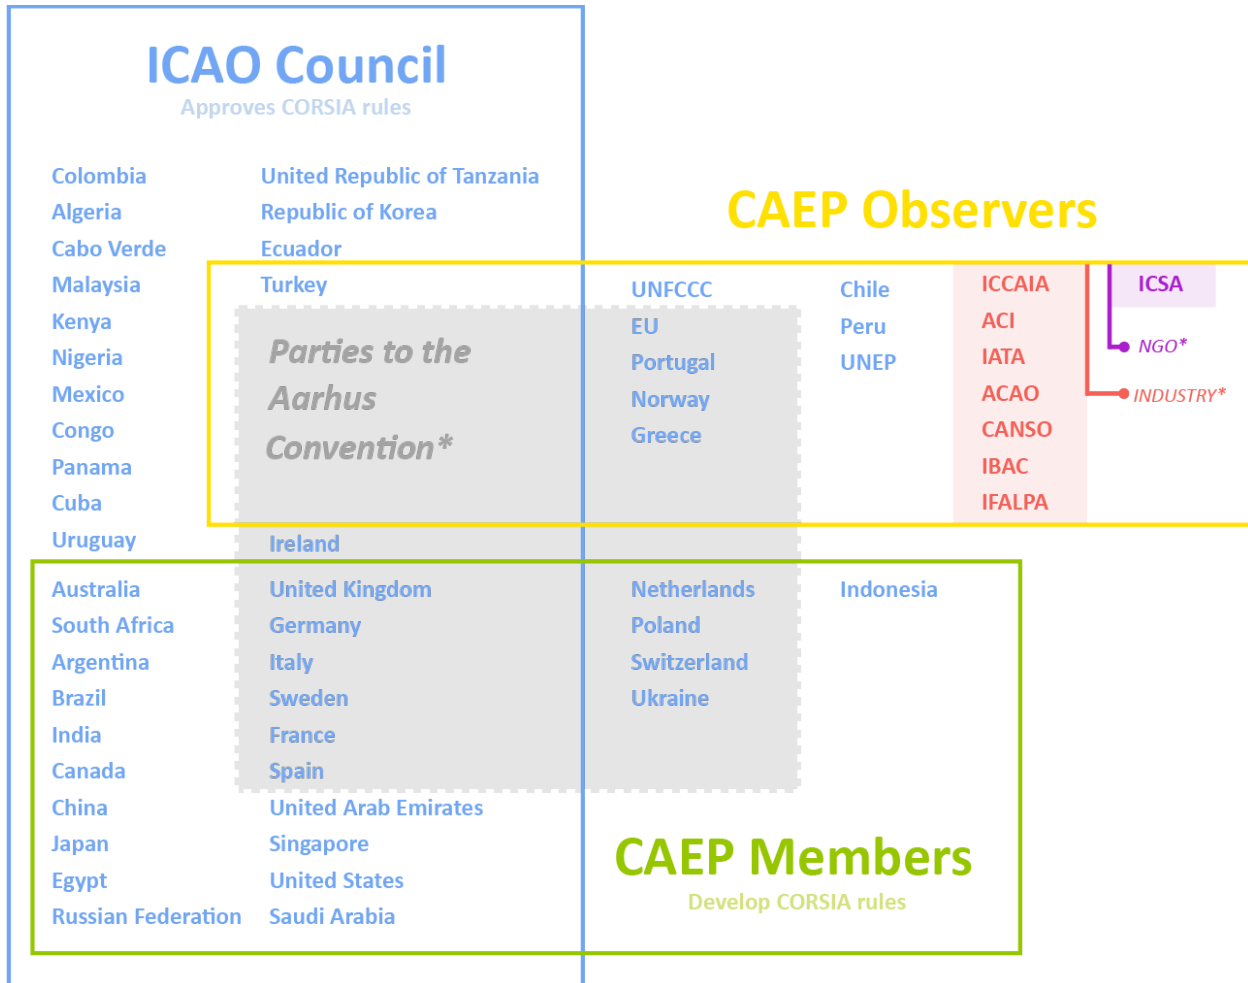 ICAO Council
Approves CORSIA rules
Colombia
Algeria
Cabo Verde
Malaysia
Kenya
Nigeria
Mexico
Congo
Panama
Cuba
Uruguay
United Republic of Tanzania
Republic of Korea
Ecuador
Turkey
Parties to the
Aarhus
Convention*
Ireland
CAEP Observers
UNFCCC
EU
Portugal
Norway
Greece
Chile
Peru
UNEP
ICCAIA
ACI
IATA
ACAO
CANSO
IBAC
IFALPA
ICSA
NGO*
INDUSTRY*
Australia
South Africa
Argentina
Brazil
India
Canada
China
Japan
Egypt
Russian Federation
United Kingdom
Germany
Italy
Sweden
France
Spain
United Arab Emirates
Singapore
United States
Saudi Arabia
Netherlands
Poland
Switzerland
Ukraine
Indonesia
CAEP Members
Develop CORSIA rules